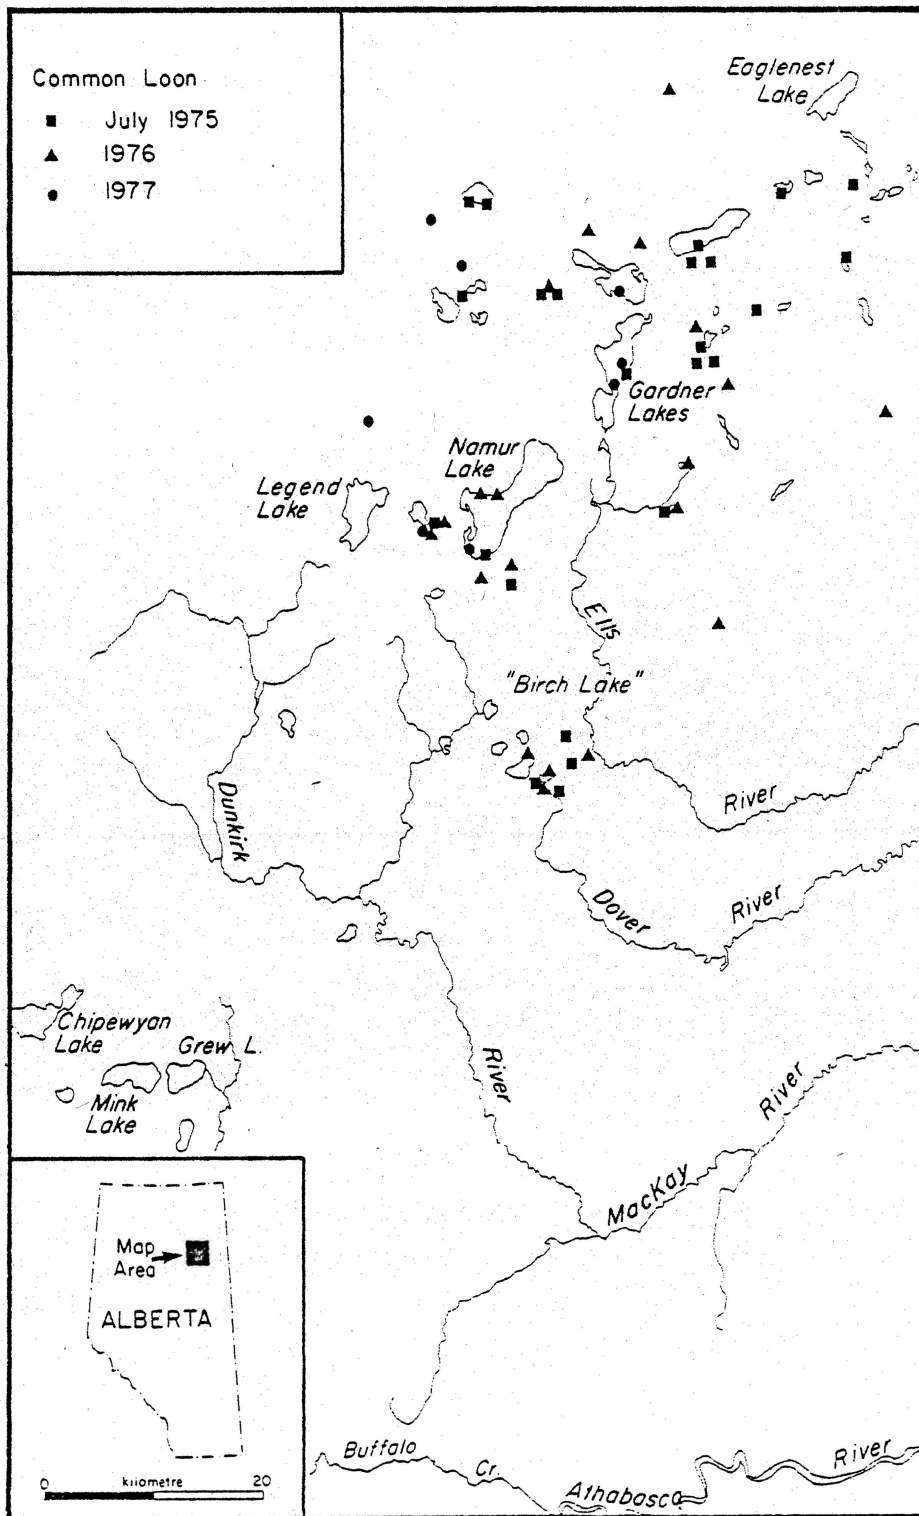 Common Loon
July 1975
1976
1977
Eaglenest
Lake
Gardner
Lakes
Namur
Lake
Legend
Lake
Ells
"Birch Lake"
River
Dunkirk
Dover
River
Chipewyan
Lake
Grew L.
Mink
Lake
River
River
MacKay
Map
Area
ALBERTA
0 kilometre 20
Buffalo
Cr.
Athabasca
River